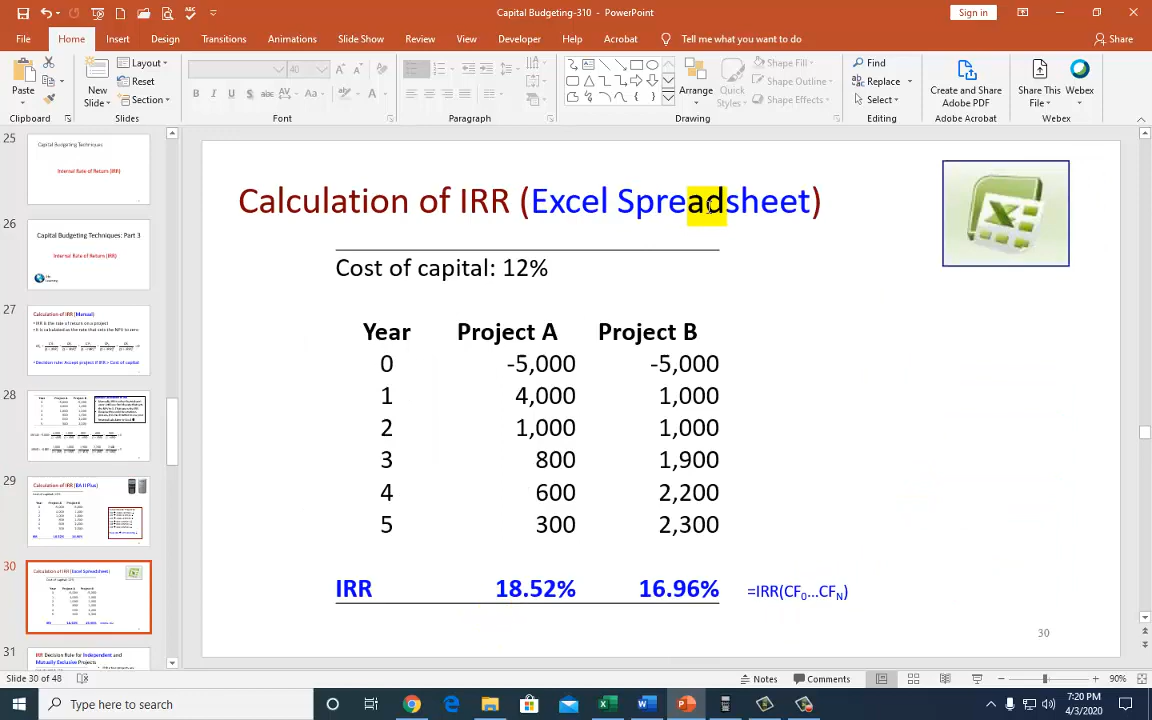 Capital Budgeting-310 - PowerPoint
Sign in
File Home Insert Design Transitions Animations Slide Show Review View Developer Help Acrobat Tell me what you want to do Share
Paste
New Slide
Layout
Reset
Section
40
B I U S abc AV Aa A
Arrange
Quick Styles
Shape Fill
Shape Outline
Shape Effects
Find
Replace
Select
Create and Share Adobe PDF
Share This File
Webex
Clipboard Slides Font Paragraph Drawing Editing Adobe Acrobat Webex
25
Capital Budgeting Techniques
Internal Rate of Return (IRR)
26
Capital Budgeting Techniques: Part 3
Internal Rate of Return (IRR)
27
Calculation of IRR (Manual)
28
29
Calculation of IRR (BA II Plus)
30
Calculation of IRR (Excel Spreadsheet)
31
IRR Decision Rule for Independent and
Mutually Exclusive Projects
Calculation of IRR (Excel Spreadsheet)
Cost of capital: 12%
Year Project A Project B
0 -5,000 -5,000
1 4,000 1,000
2 1,000 1,000
3 800 1,900
4 600 2,200
5 300 2,300
IRR 18.52% 16.96% =IRR(CF0...CFN)
30
Slide 30 of 48
Notes
Comments
90%
Type here to search
7:20 PM
4/3/2020